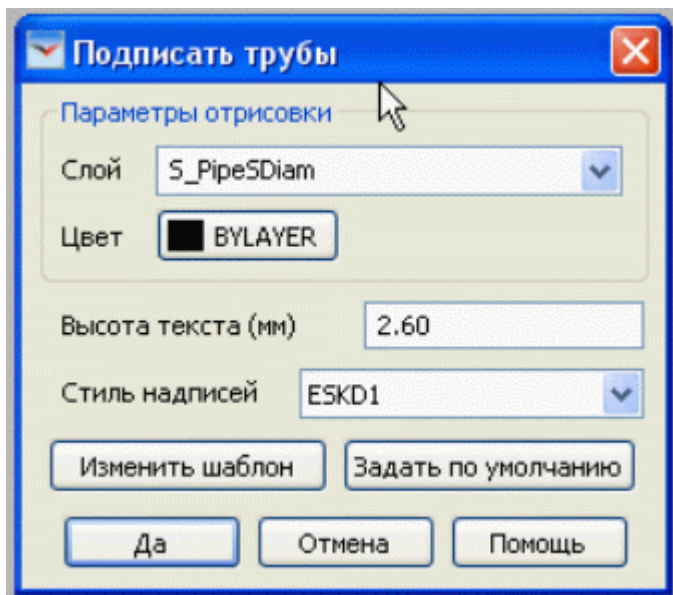 Подписать трубы
Параметры отрисовки
Слой S_PipeSDiam
Цвет BYLAYER
Высота текста (мм) 2.60
Стиль надписей ESKD1
Изменить шаблон Задать по умолчанию
Да Отмена Помощь